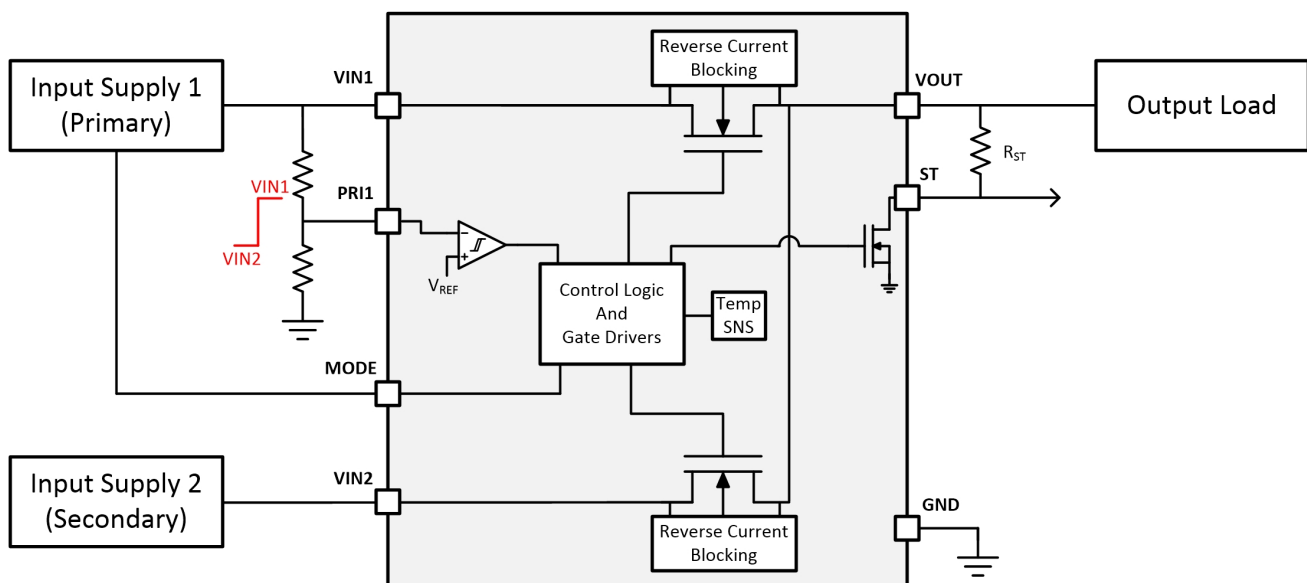 Reverse Current
Blocking
Input Supply 1
(Primary)
VIN1
VOUT
Output Load
RST
VIN1
PRI1
ST
VIN2
−
+
VREF
Control Logic
And
Gate Drivers
Temp
SNS
MODE
Input Supply 2
(Secondary)
VIN2
GND
Reverse Current
Blocking